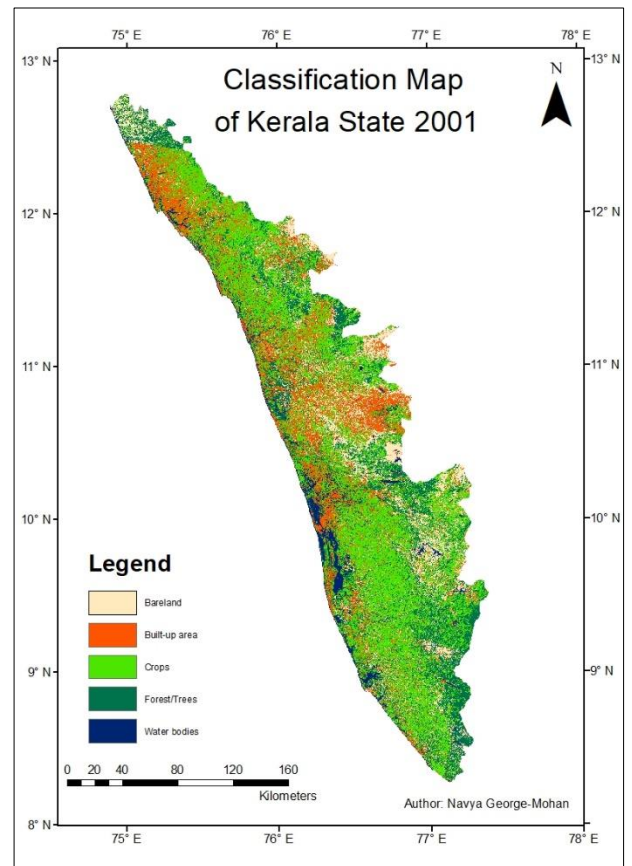 75° E 76° E 77° E 78° E
13° N 13° N
Classification Map
of Kerala State 2001
N
12° N 12° N
11° N 11° N
10° N 10° N
Legend
Bareland
Built-up area
Crops
Forest/Trees
Water bodies
9° N 9° N
0 20 40 80 120 160
Kilometers
Author: Navya George-Mohan
8° N
75° E 76° E 77° E 78° E